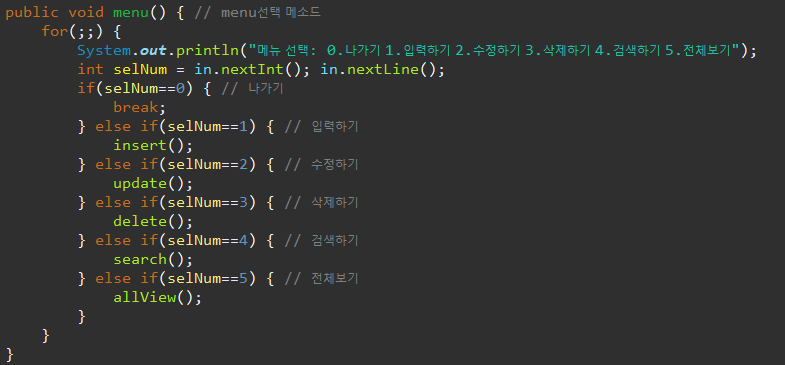 public void menu() { // menu선택 메소드
for(;;) {
System.out.println("메뉴 선택: 0.나가기 1.입력하기 2.수정하기 3.삭제하기 4.검색하기 5.전체보기");
int selNum = in.nextInt(); in.nextLine();
if(selNum==0) { // 나가기
break;
} else if(selNum==1) { // 입력하기
insert();
} else if(selNum==2) { // 수정하기
update();
} else if(selNum==3) { // 삭제하기
delete();
} else if(selNum==4) { // 검색하기
search();
} else if(selNum==5) { // 전체보기
allView();
}
}
}